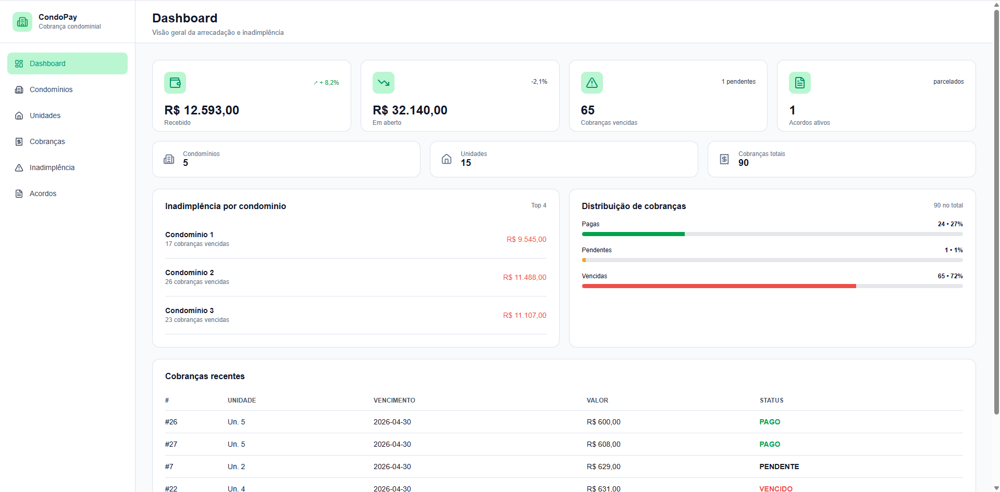 CondoPay
Cobrança condominial
Dashboard
Condomínios
Unidades
Cobranças
Inadimplência
Acordos
Dashboard
Visão geral da arrecadação e inadimplência
↗ + 8,2%
R$ 12.593,00
Recebido
-2,1%
R$ 32.140,00
Em aberto
1 pendentes
65
Cobranças vencidas
parcelados
1
Acordos ativos
Condomínios
5
Unidades
15
Cobranças totais
90
Inadimplência por condomínio Top 4
Condomínio 1
17 cobranças vencidas
R$ 9.545,00
Condomínio 2
26 cobranças vencidas
R$ 11.488,00
Condomínio 3
23 cobranças vencidas
R$ 11.107,00
Distribuição de cobranças 90 no total
Pagas 24 • 27%
Pendentes 1 • 1%
Vencidas 65 • 72%
Cobranças recentes
# UNIDADE VENCIMENTO VALOR STATUS
#26 Un. 5 2026-04-30 R$ 600,00 PAGO
#27 Un. 5 2026-04-30 R$ 608,00 PAGO
#7 Un. 2 2026-04-30 R$ 629,00 PENDENTE
#22 Un. 4 2026-04-30 R$ 631,00 VENCIDO